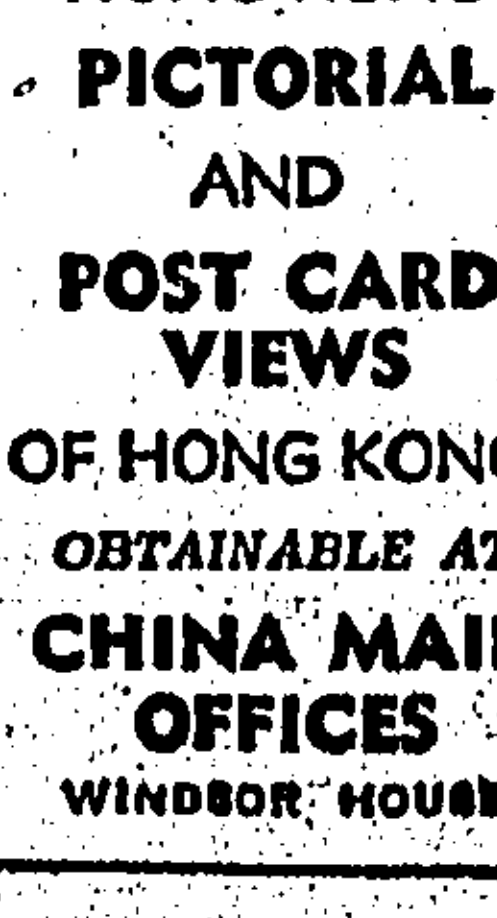 PICTORIAL
AND
POST CARD
VIEWS
OF HONG KONG
OBTAINABLE AT
CHINA MAIL
OFFICES
WINDSOR HOUSE